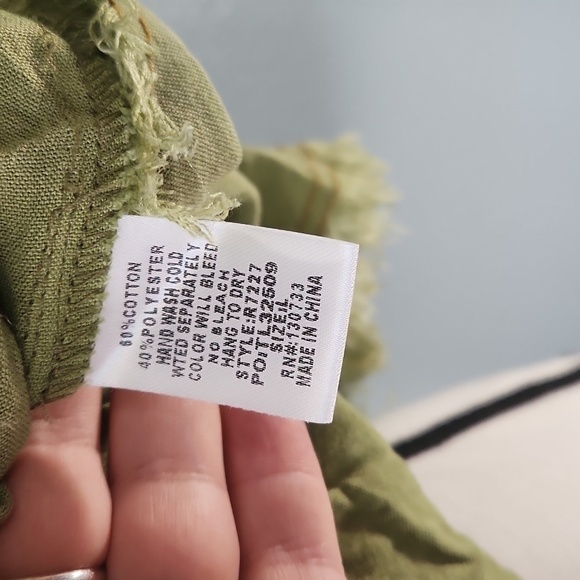 60%COTTON
40%POLYESTER
HAND WASH COLD
WTED SEPARATELY
COLOR WILL BLEED
NO BLEACH
HANG TO DRY
STYLE:R7227
PO:TL32509
SIZE:L
RN#:130733
MADE IN CHINA